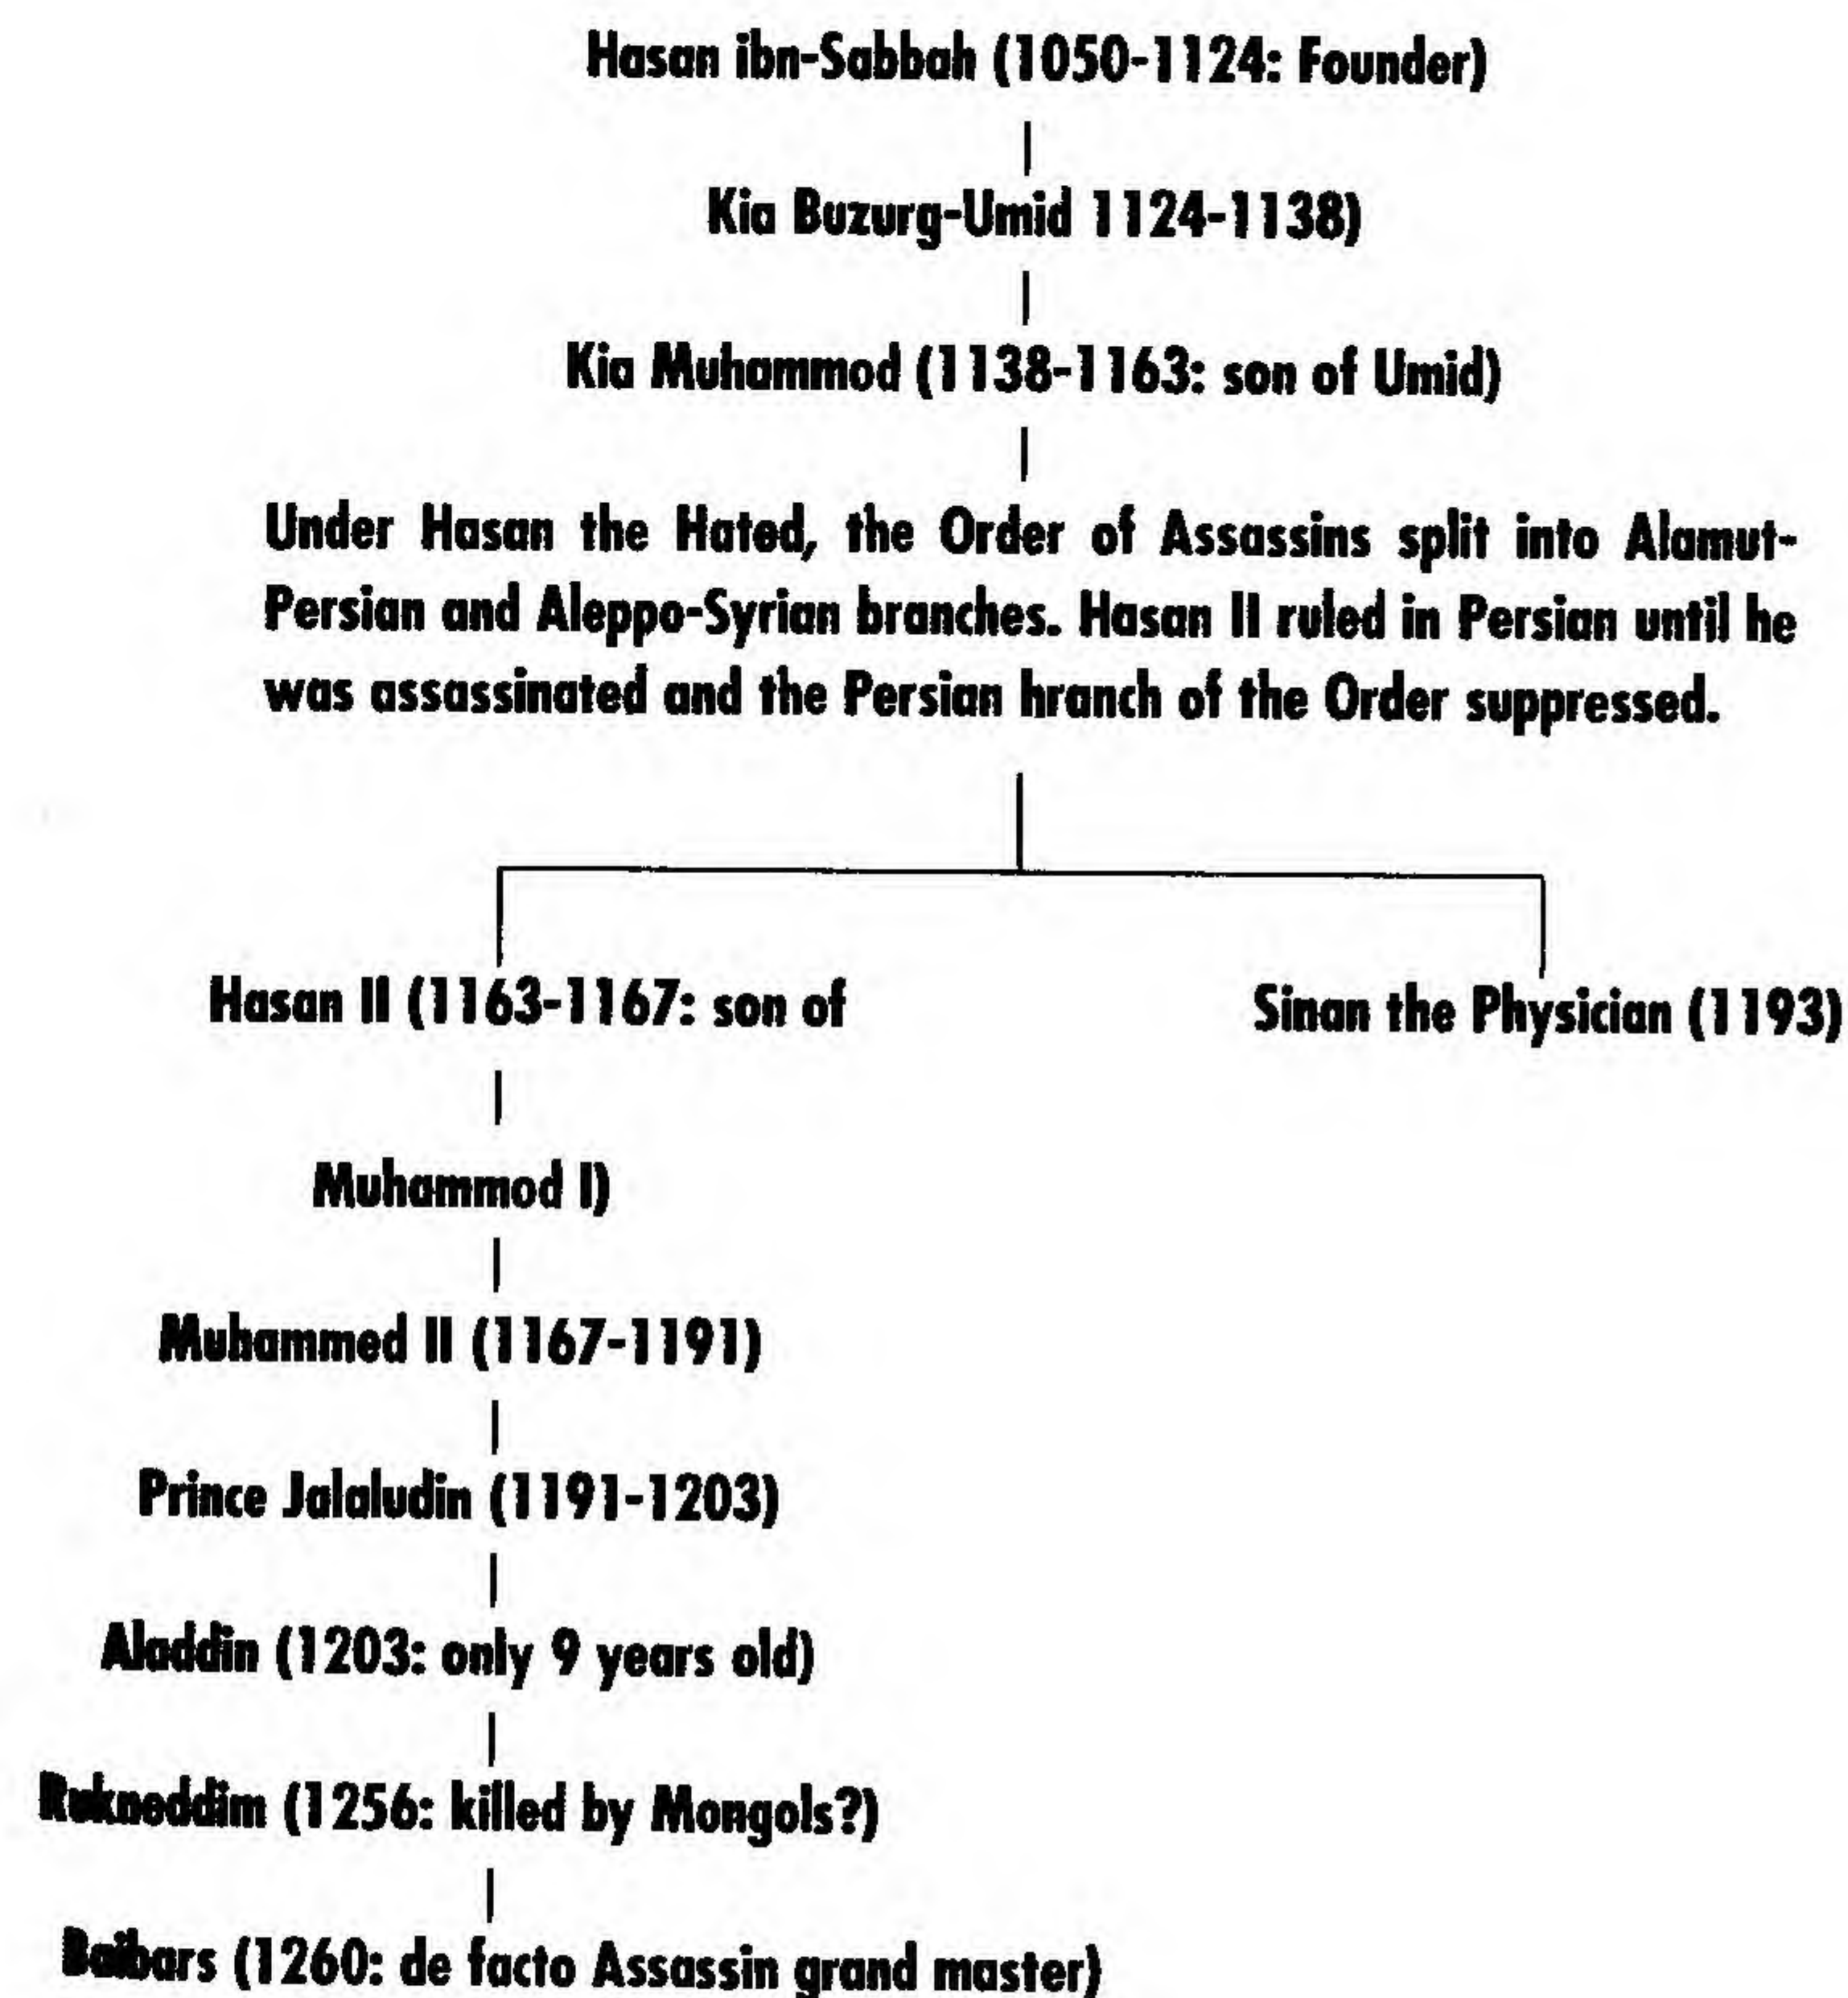 Hasan ibn-Sabbah (1050-1124: Founder)
Kia Buzurg-Umid 1124-1138)
Kia Muhammod (1138-1163: son of Umid)
Under Hasan the Hated, the Order of Assassins split into Alamut-
Persian and Aleppo-Syrian branches. Hasan II ruled in Persian until he
was assassinated and the Persian hranch of the Order suppressed.
Hasan II (1163-1167: son of
Sinan the Physician (1193)
Muhammod I)
Muhammed II (1167-1191)
Prince Jalaludin (1191-1203)
Aladdin (1203: only 9 years old)
Rukneddim (1256: killed by Mongols?)
Baibars (1260: de facto Assassin grand master)